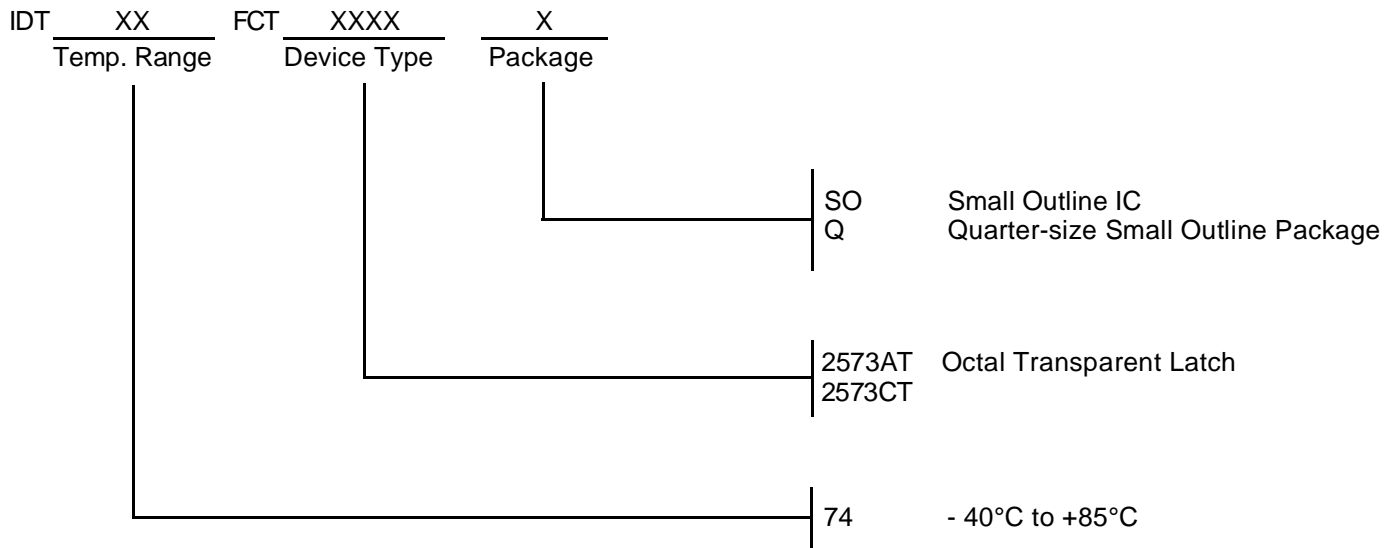 IDT XX FCT XXXX X
Temp. Range Device Type Package
SO Small Outline IC
Q Quarter-size Small Outline Package
2573AT Octal Transparent Latch
2573CT
74 - 40°C to +85°C